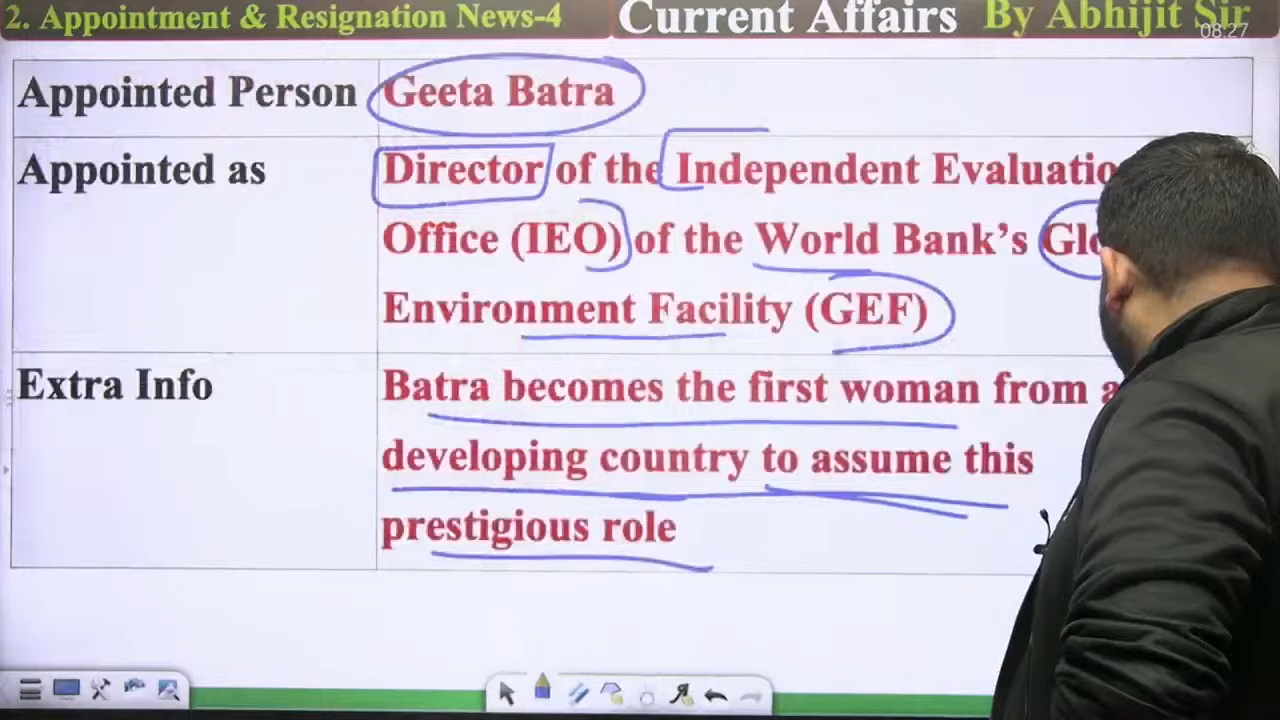 2. Appointment & Resignation News-4
Current Affairs By Abhijit Sir
08:27
Appointed Person Geeta Batra
Appointed as Director of the Independent
Office (IEO) of the World Bank's
Environment Facility (GEF)
Extra Info Batra becomes the first woman from
developing country to assume this
prestigious role